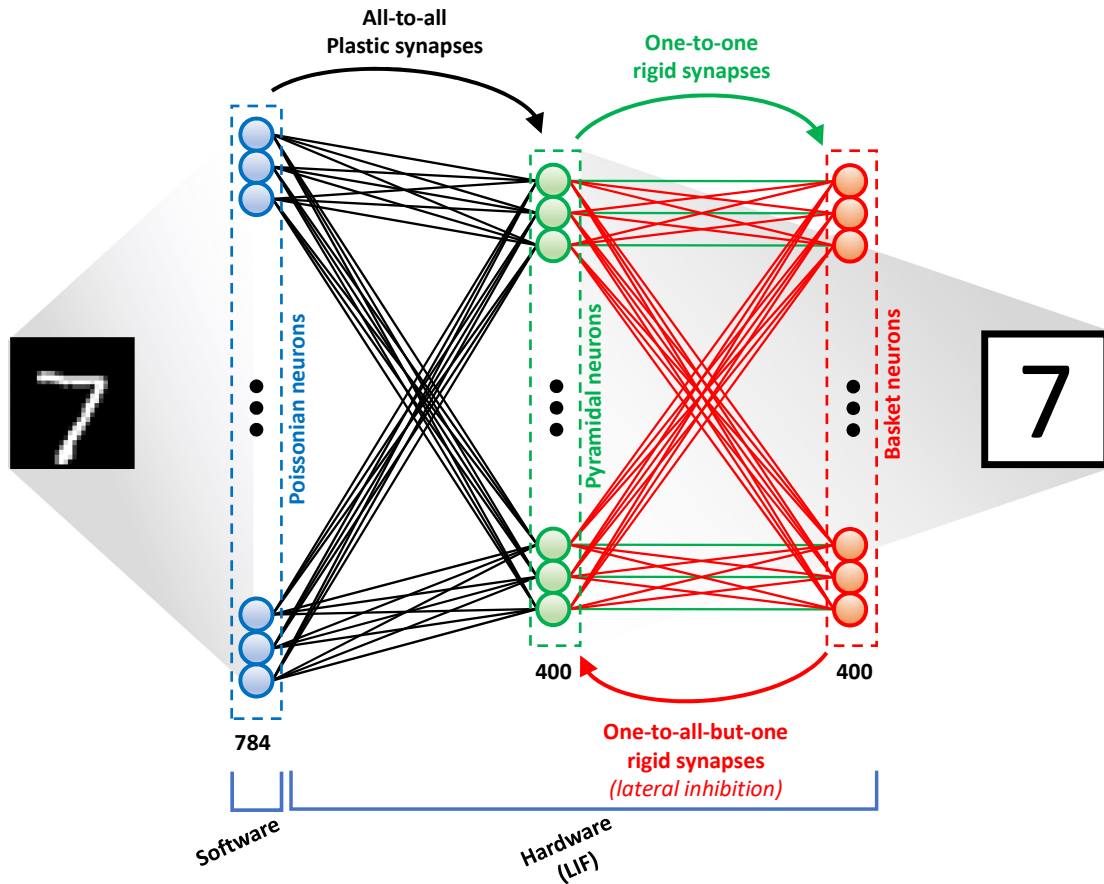 All-to-all
Plastic synapses
One-to-one
rigid synapses
Poissonian neurons
Pyramidal neurons
Basket neurons
7
7
784
400
400
One-to-all-but-one
rigid synapses
(lateral inhibition)
Software
Hardware
(LIF)